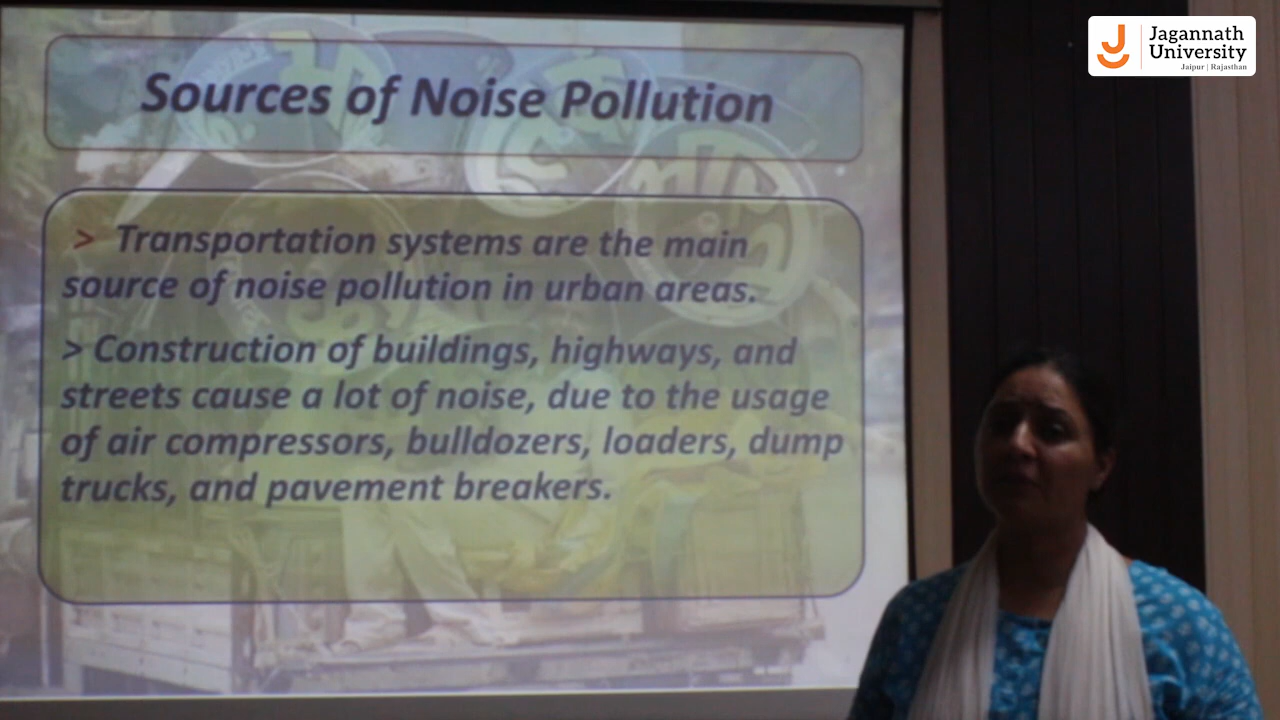 Jagannath
University
Jaipur | Rajasthan
Sources of Noise Pollution
> Transportation systems are the main
source of noise pollution in urban areas.
> Construction of buildings, highways, and
streets cause a lot of noise, due to the usage
of air compressors, bulldozers, loaders, dump
trucks, and pavement breakers.